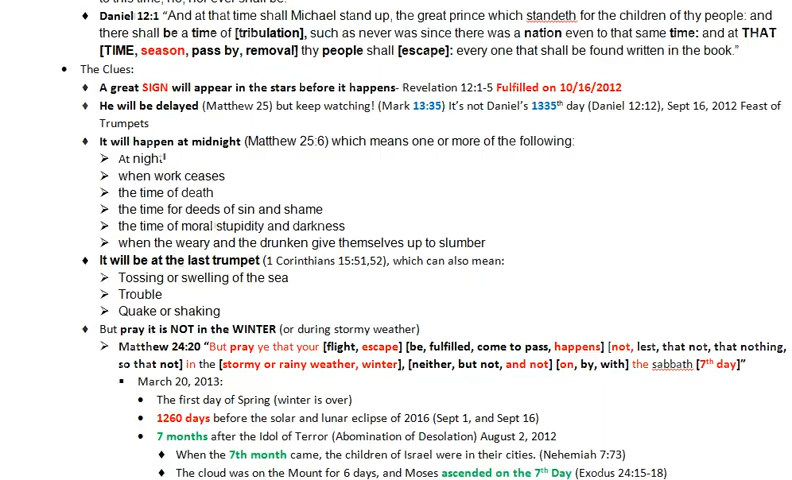 to this time, no, nor ever shall be.
♦ Daniel 12:1 “And at that time shall Michael stand up, the great prince which standeth for the children of thy people: and
there shall be a time of [tribulation], such as never was since there was a nation even to that same time: and at THAT
[TIME, season, pass by, removal] thy people shall [escape]: every one that shall be found written in the book.”
• The Clues:
♦ A great SIGN will appear in the stars before it happens- Revelation 12:1-5 Fulfilled on 10/16/2012
♦ He will be delayed (Matthew 25) but keep watching! (Mark 13:35) It’s not Daniel’s 1335th day (Daniel 12:12), Sept 16, 2012 Feast of
Trumpets
♦ It will happen at midnight (Matthew 25:6) which means one or more of the following:
➢ At night
➢ when work ceases
➢ the time of death
➢ the time for deeds of sin and shame
➢ the time of moral stupidity and darkness
➢ when the weary and the drunken give themselves up to slumber
♦ It will be at the last trumpet (1 Corinthians 15:51,52), which can also mean:
➢ Tossing or swelling of the sea
➢ Trouble
➢ Quake or shaking
♦ But pray it is NOT in the WINTER (or during stormy weather)
➢ Matthew 24:20 “But pray ye that your [flight, escape] [be, fulfilled, come to pass, happens] [not, lest, that not, that nothing,
so that not] in the [stormy or rainy weather, winter], [neither, but not, and not] [on, by, with] the sabbath [7th day]”
▪ March 20, 2013:
• The first day of Spring (winter is over)
• 1260 days before the solar and lunar eclipse of 2016 (Sept 1, and Sept 16)
• 7 months after the Idol of Terror (Abomination of Desolation) August 2, 2012
♦ When the 7th month came, the children of Israel were in their cities. (Nehemiah 7:73)
♦ The cloud was on the Mount for 6 days, and Moses ascended on the 7th Day (Exodus 24:15-18)